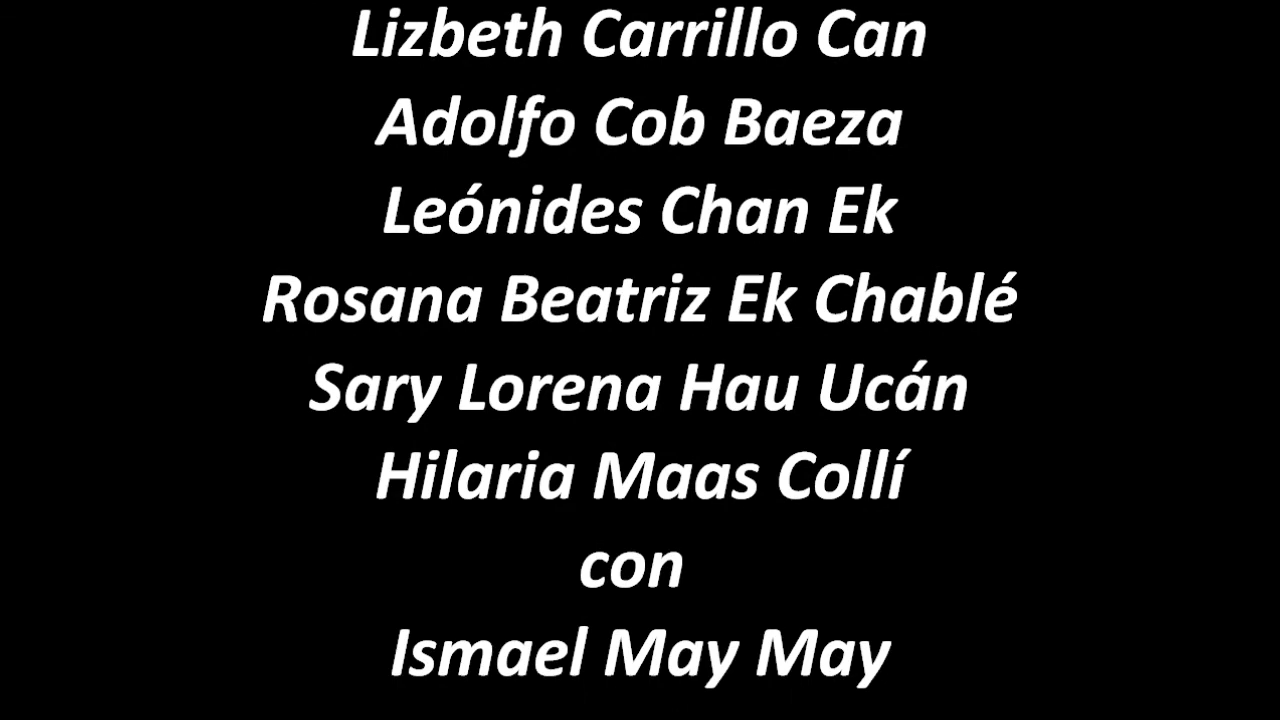 Lizbeth Carrillo Can
Adolfo Cob Baeza
Leónides Chan Ek
Rosana Beatriz Ek Chablé
Sary Lorena Hau Ucán
Hilaria Maas Collí
con
Ismael May May